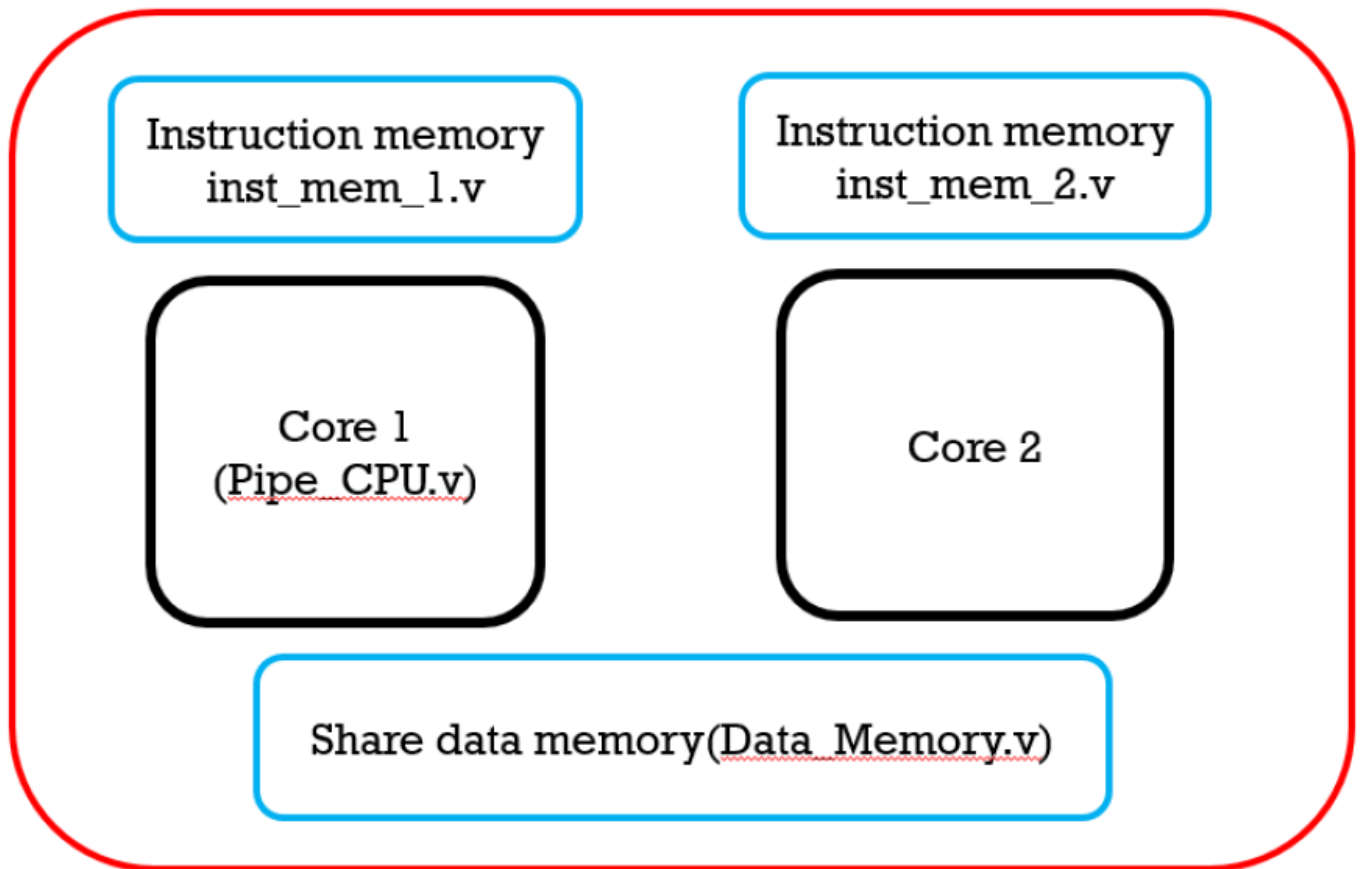 Instruction memory
inst_mem_1.v
Instruction memory
inst_mem_2.v
Core 1
(Pipe_CPU.v)
Core 2
Share data memory(Data_Memory.v)